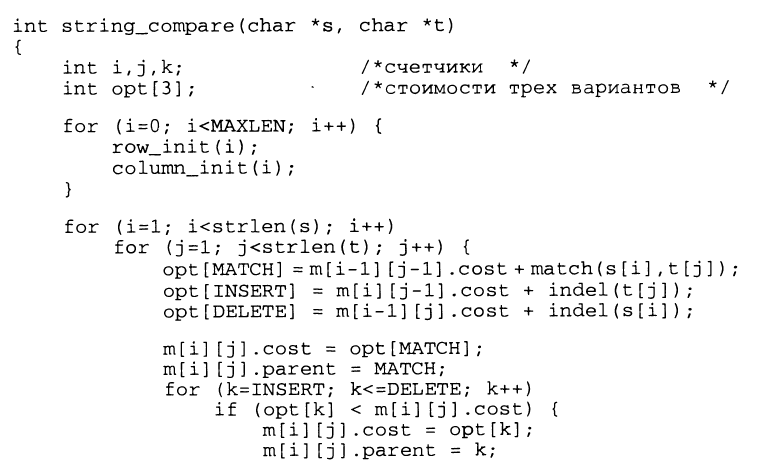 int string_compare(char *s, char *t)
{
    int i,j,k;               /*счетчики  */
    int opt[3];              /*стоимости трех вариантов  */

    for (i=0; i<MAXLEN; i++) {
        row_init(i);
        column_init(i);
    }

    for (i=1; i<strlen(s); i++)
        for (j=1; j<strlen(t); j++) {
            opt[MATCH] = m[i-1][j-1].cost + match(s[i],t[j]);
            opt[INSERT] = m[i][j-1].cost + indel(t[j]);
            opt[DELETE] = m[i-1][j].cost + indel(s[i]);

            m[i][j].cost = opt[MATCH];
            m[i][j].parent = MATCH;
            for (k=INSERT; k<=DELETE; k++)
                if (opt[k] < m[i][j].cost) {
                    m[i][j].cost = opt[k];
                    m[i][j].parent = k;